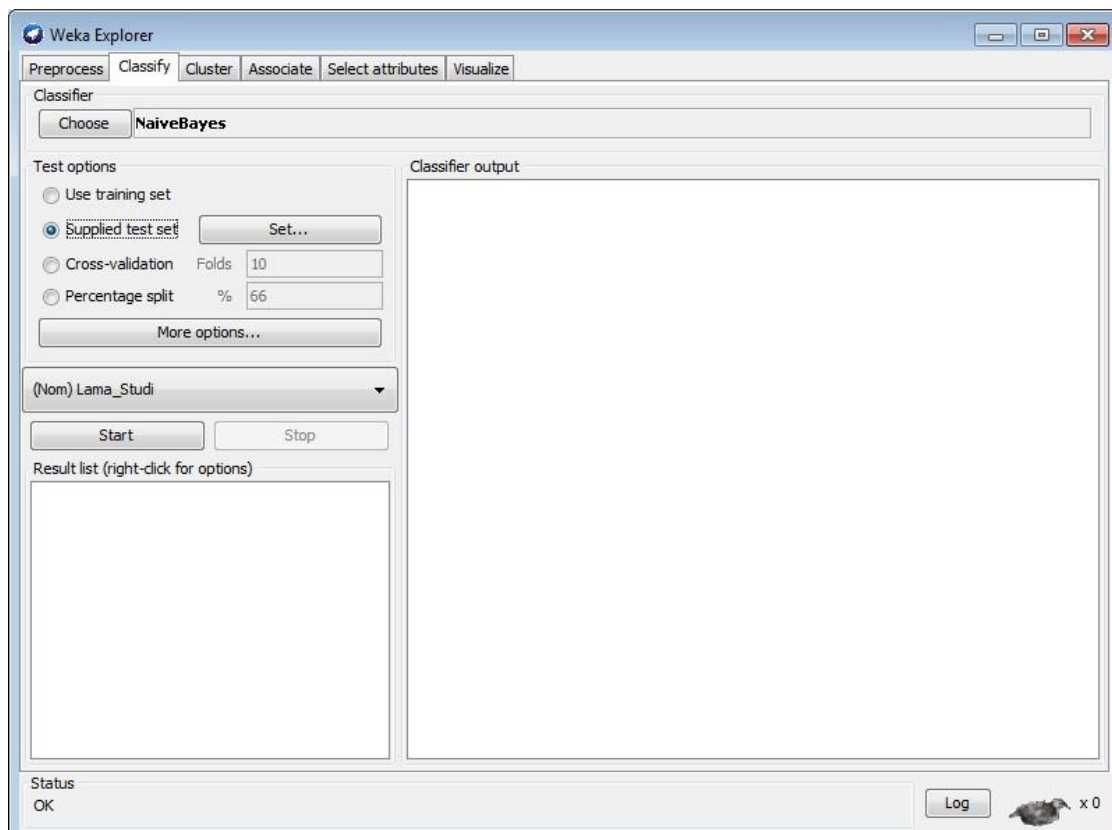 Weka Explorer
Preprocess Classify Cluster Associate Select attributes Visualize
Classifier
Choose NaiveBayes
Test options
Use training set
Supplied test set Set...
Cross-validation Folds 10
Percentage split % 66
More options...
(Nom) Lama_Studi
Start Stop
Result list (right-click for options)
Classifier output
Status
OK
Log x 0